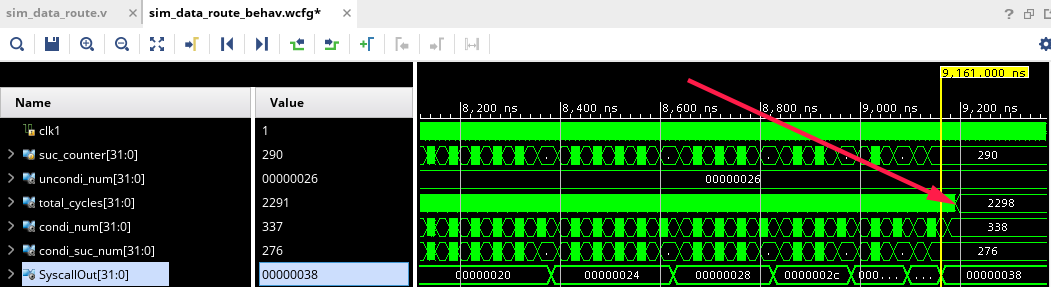 sim_data_route.v × sim_data_route_behav.wcfg* × ?
9,161.000 ns
Name Value 8,200 ns 8,400 ns 8,600 ns 8,800 ns 9,000 ns 9,200 ns
clk1 1
suc_counter[31:0] 290 . . . . 290
uncondi_num[31:0] 00000026 00000026
total_cycles[31:0] 2291 2298
condi_num[31:0] 337 338
condi_suc_num[31:0] 276 . . . . 276
SyscallOut[31:0] 00000038 00000020 00000024 00000028 0000002c 000... ... 00000038